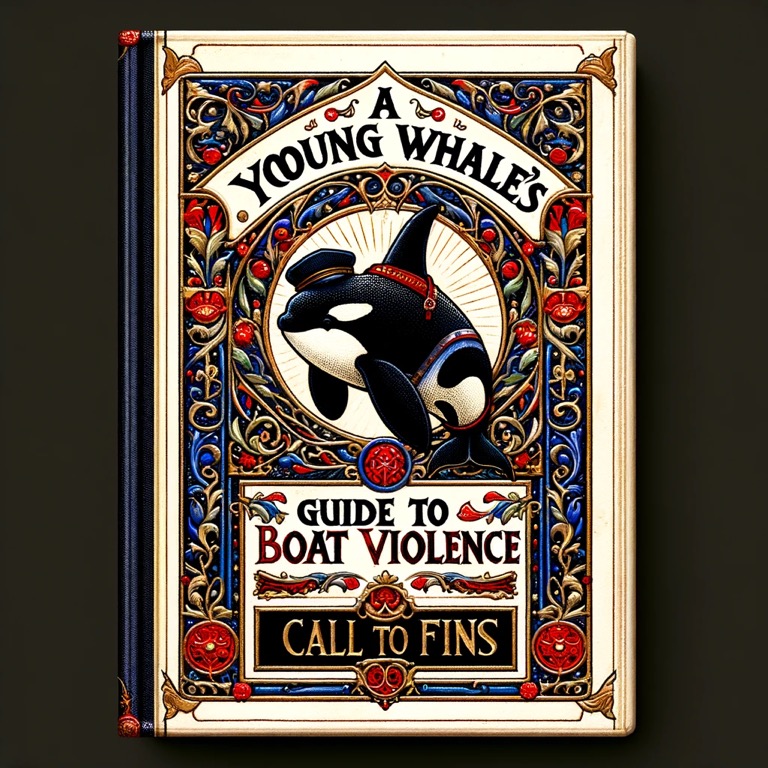 A
YOUNG WHALE'S
GUIDE TO
BOAT VIOLENCE
CALL TO FINS